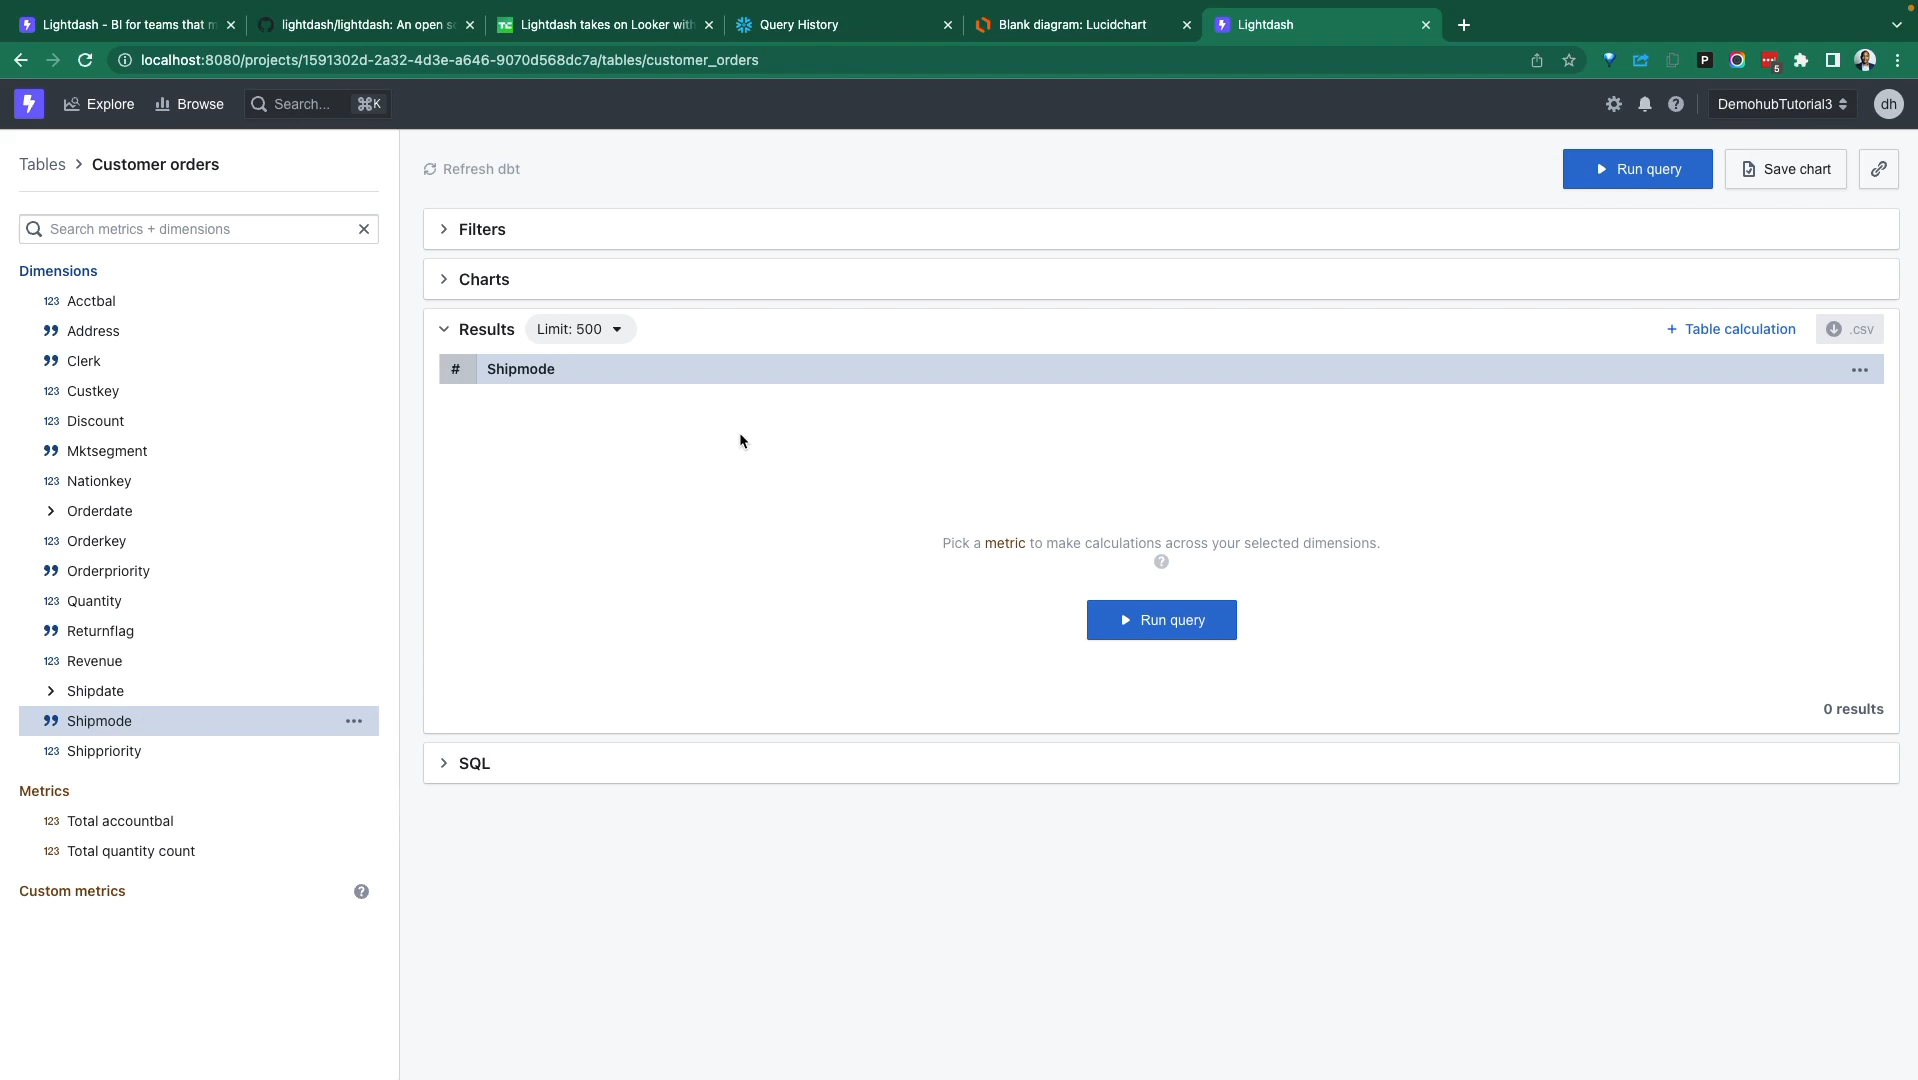 Lightdash - BI for teams that m
lightdash/lightdash: An open s
Lightdash takes on Looker with
Query History
Blank diagram: Lucidchart
Lightdash
localhost:8080/projects/1591302d-2a32-4d3e-a646-9070d568dc7a/tables/customer_orders
P
5
Explore
Browse
Search...
⌘K
DemohubTutorial3
dh
Tables > Customer orders
Search metrics + dimensions
Dimensions
123 Acctbal
Address
Clerk
123 Custkey
123 Discount
Mktsegment
123 Nationkey
Orderdate
123 Orderkey
Orderpriority
123 Quantity
Returnflag
123 Revenue
Shipdate
Shipmode
123 Shippriority
Metrics
123 Total accountbal
123 Total quantity count
Custom metrics
Refresh dbt
Run query
Save chart
Filters
Charts
Results
Limit: 500
+ Table calculation
.csv
# Shipmode
Pick a metric to make calculations across your selected dimensions.
Run query
0 results
SQL